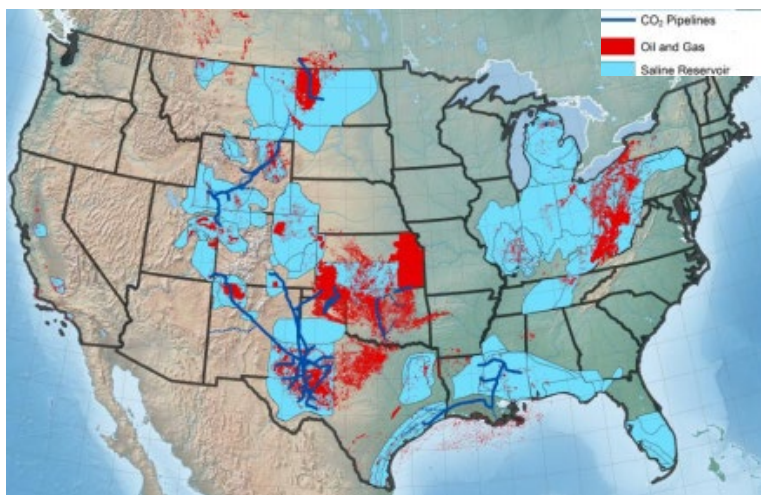 CO₂ Pipelines
Oil and Gas
Saline Reservoir